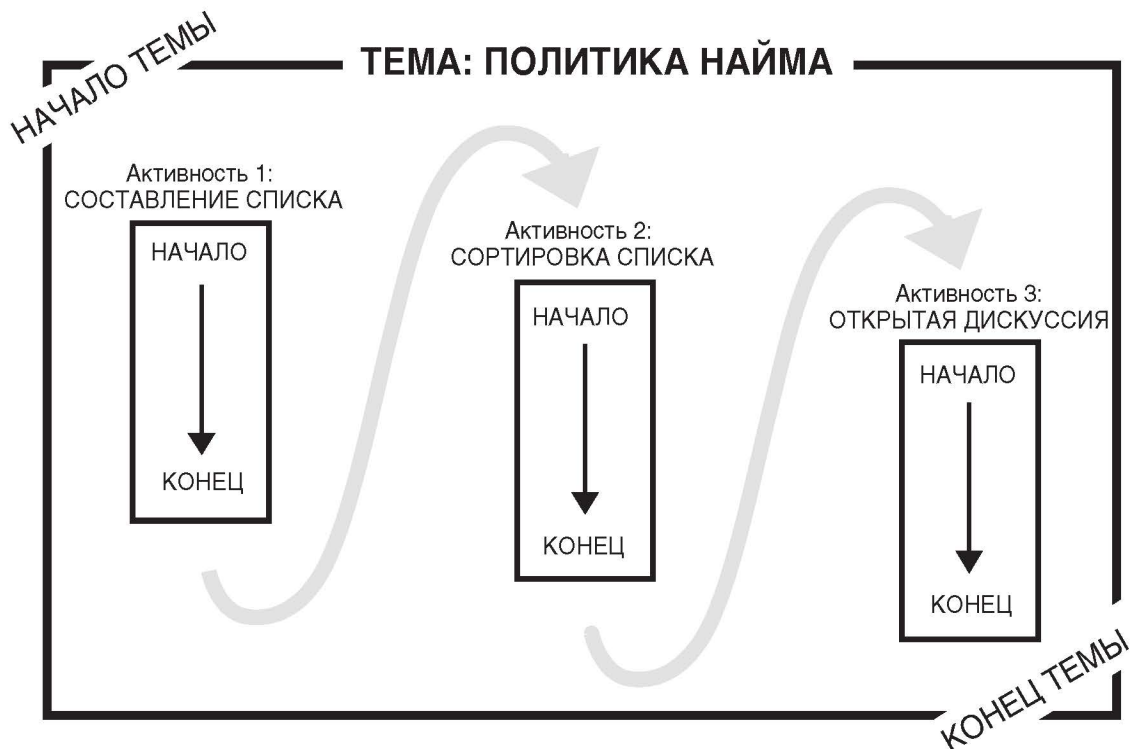 НАЧАЛО ТЕМЫ
ТЕМА: ПОЛИТИКА НАЙМА
Активность 1:
СОСТАВЛЕНИЕ СПИСКА
НАЧАЛО
КОНЕЦ
Активность 2:
СОРТИРОВКА СПИСКА
НАЧАЛО
КОНЕЦ
Активность 3:
ОТКРЫТАЯ ДИСКУССИЯ
НАЧАЛО
КОНЕЦ
КОНЕЦ ТЕМЫ